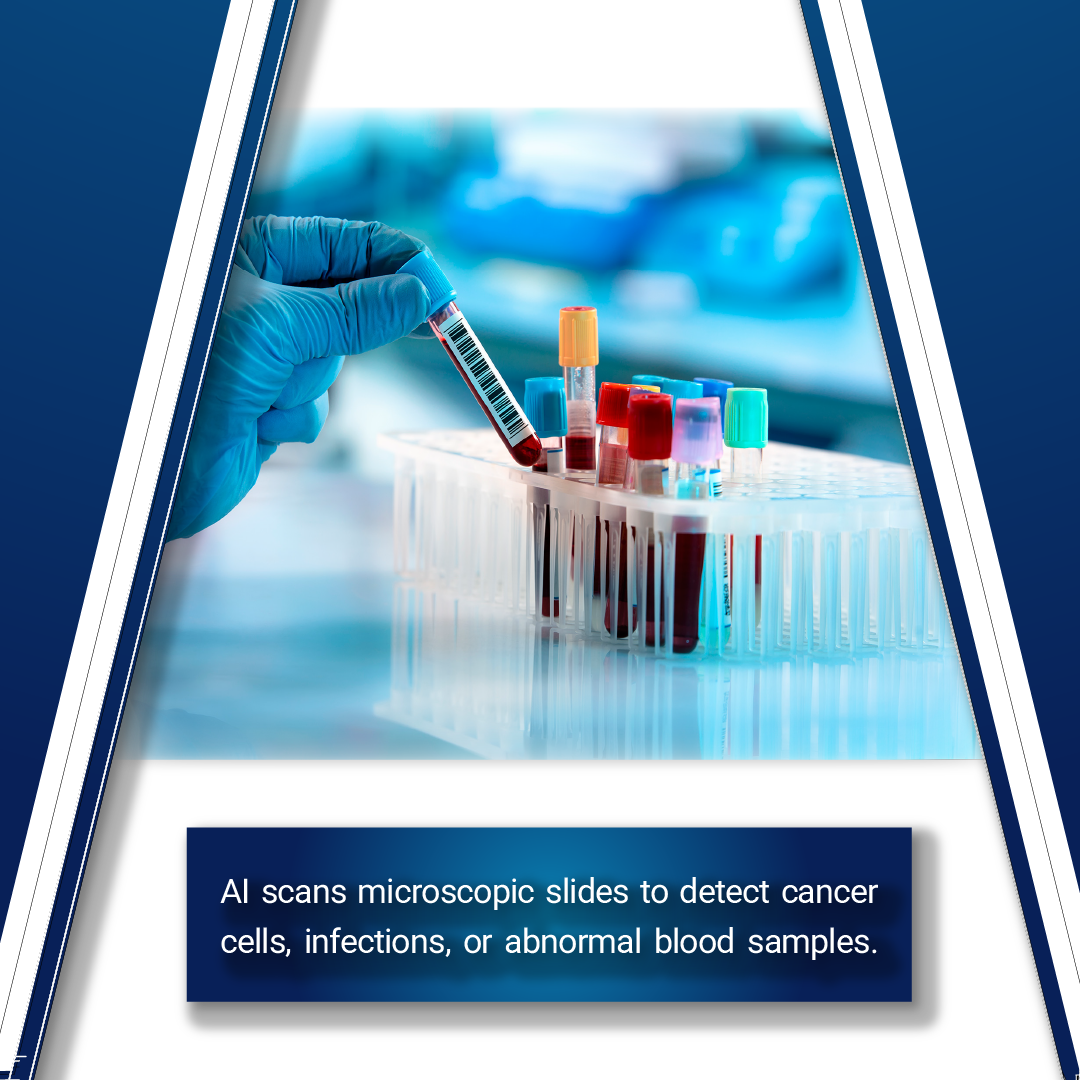 AI scans microscopic slides to detect cancer
cells, infections, or abnormal blood samples.